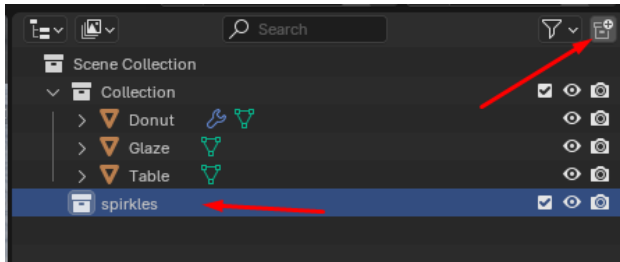 Search
Scene Collection
Collection
Donut
Glaze
Table
spirkles